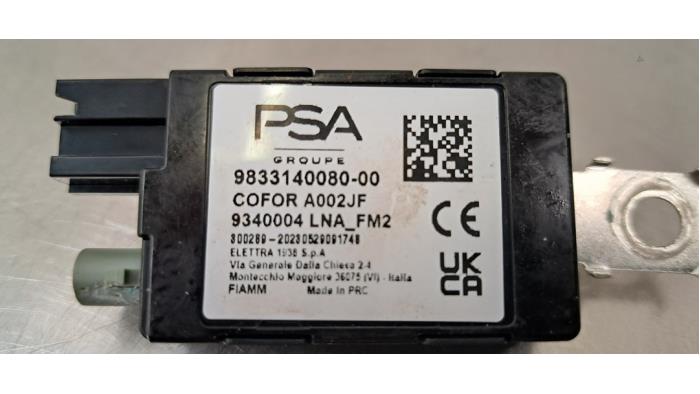 PSA
GROUPE
9833140080-00
COFOR A002JF
9340004 LNA_FM2
300289-20230529091748
ELETTRA 1938 S.p.A
Via Generale Dalla Chiesa 2-4
Montecchio Maggiore 36075 (VI) - Italia
FIAMM Made in PRC
CE
UK
CA